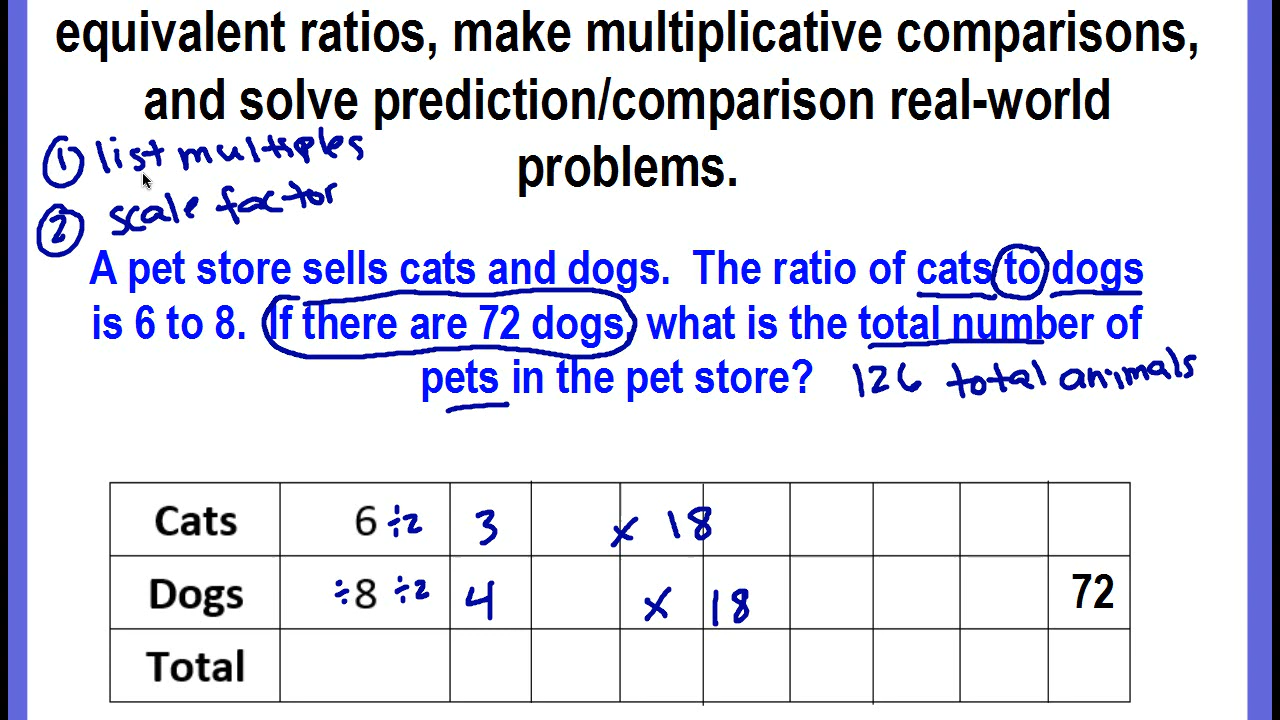 equivalent ratios, make multiplicative comparisons,
and solve prediction/comparison real-world
problems.
① list multiples
② scale factor
A pet store sells cats and dogs. The ratio of cats to dogs
is 6 to 8. If there are 72 dogs, what is the total number of
pets in the pet store? 126 total animals
Cats 6 ÷2 3 x 18
Dogs ÷8 ÷2 4 x 18 72
Total